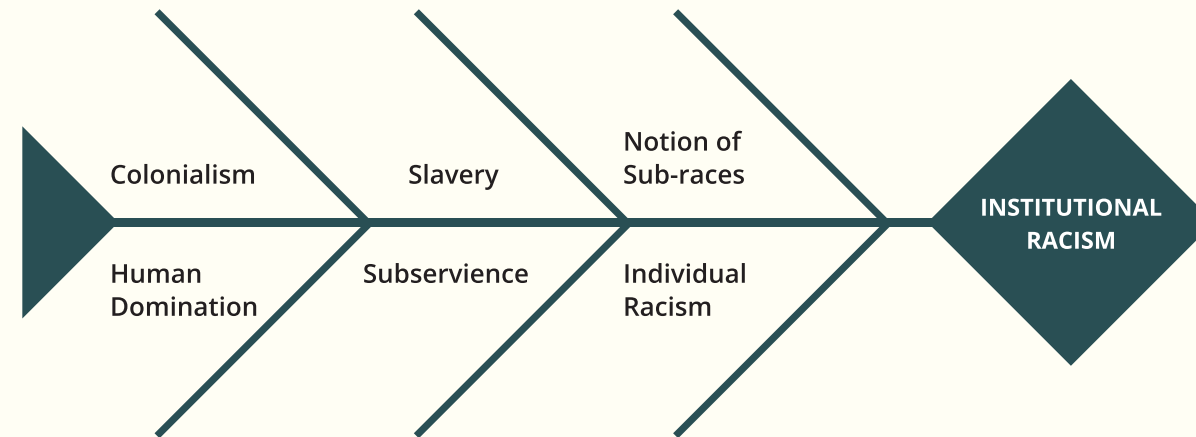 Colonialism
Slavery
Notion of
Sub-races
INSTITUTIONAL
RACISM
Human
Domination
Subservience
Individual
Racism